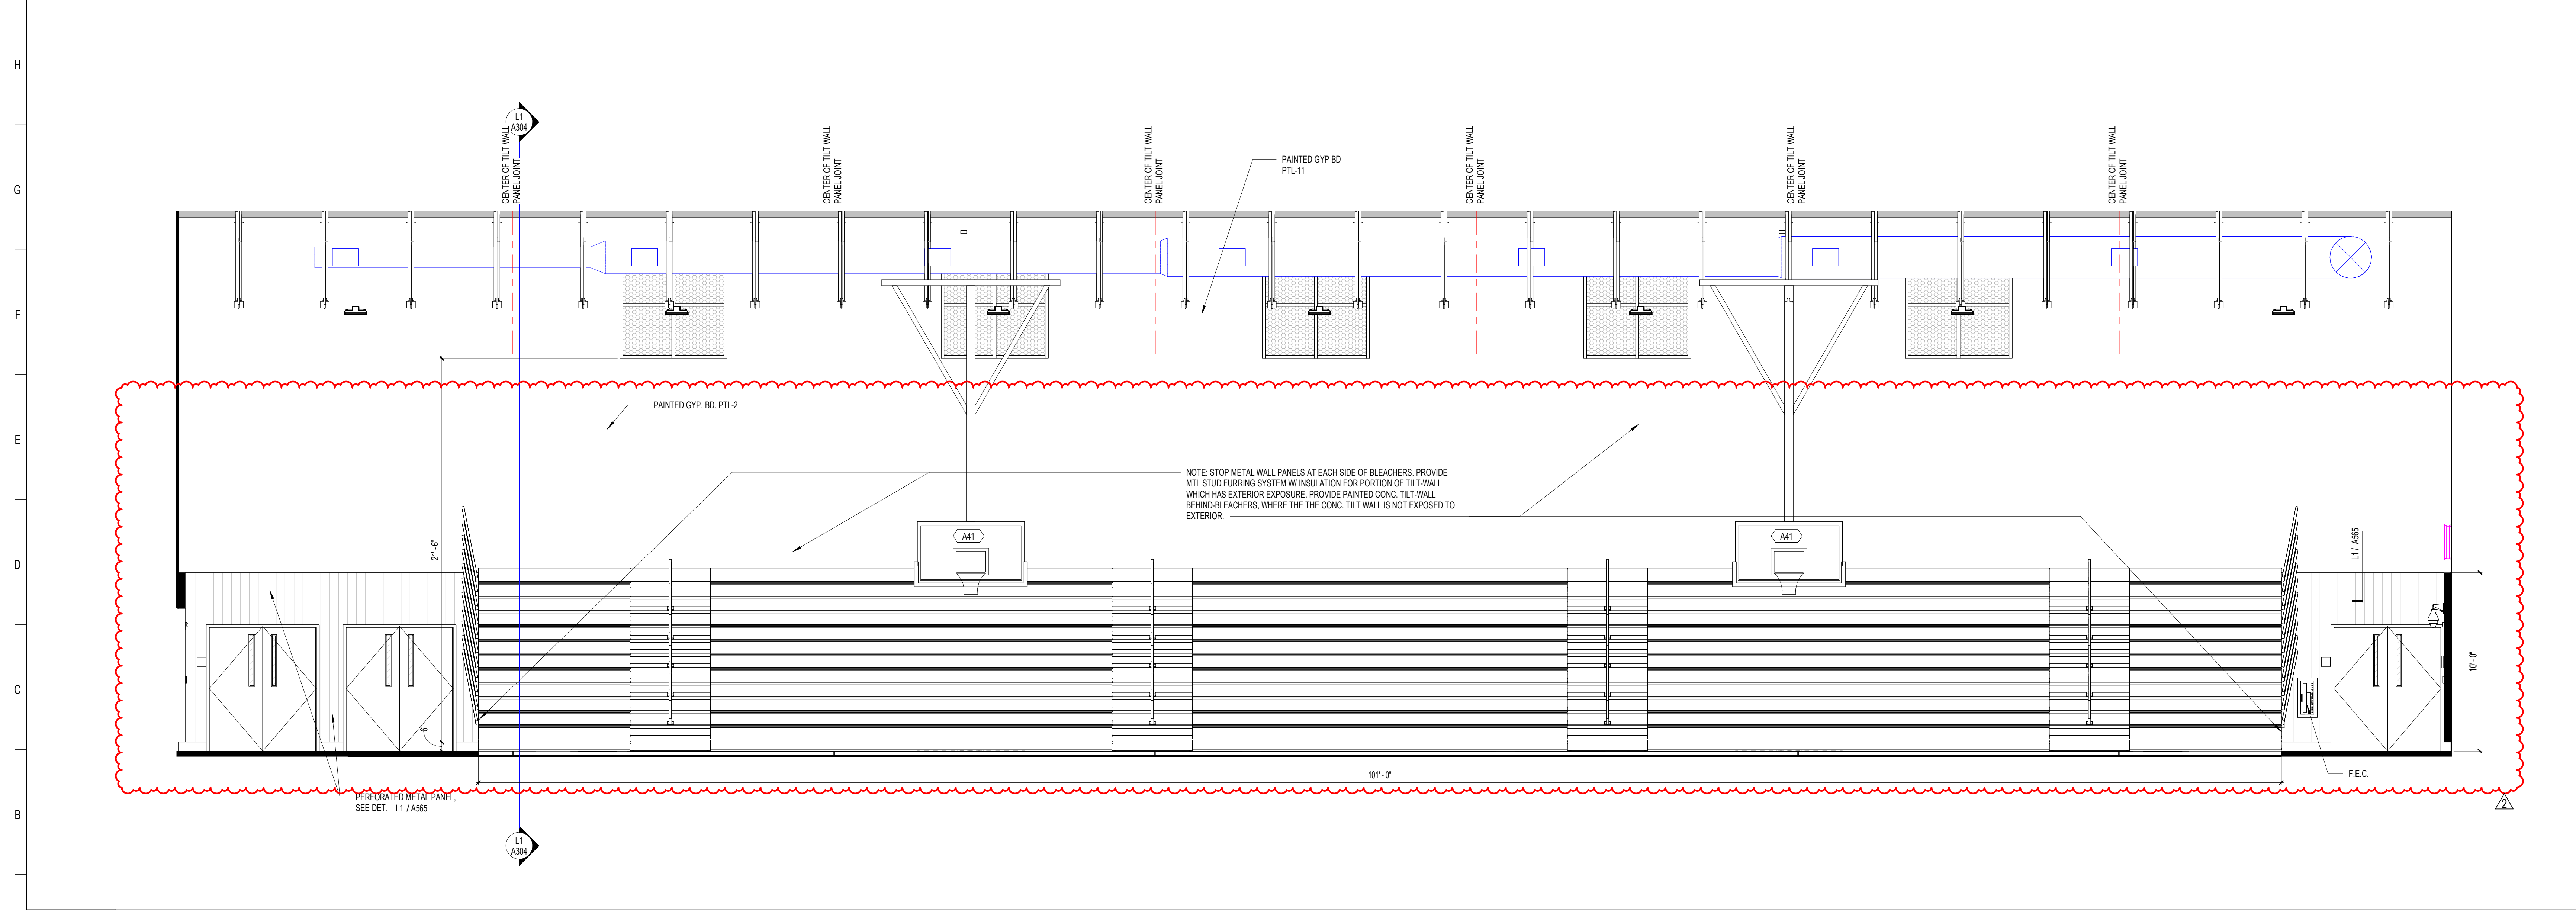 H
G
F
E
D
C
B
L1
A304
CENTER OF TILT WALL
PANEL JOINT
CENTER OF TILT WALL
PANEL JOINT
CENTER OF TILT WALL
PANEL JOINT
CENTER OF TILT WALL
PANEL JOINT
CENTER OF TILT WALL
PANEL JOINT
CENTER OF TILT WALL
PANEL JOINT
PAINTED GYP BD
PTL-11
PAINTED GYP. BD. PTL-2
NOTE: STOP METAL WALL PANELS AT EACH SIDE OF BLEACHERS. PROVIDE
MTL STUD FURRING SYSTEM W/ INSULATION FOR PORTION OF TILT-WALL
WHICH HAS EXTERIOR EXPOSURE. PROVIDE PAINTED CONC. TILT-WALL
BEHIND-BLEACHERS, WHERE THE THE CONC. TILT WALL IS NOT EXPOSED TO
EXTERIOR.
A41
A41
21' - 6"
L1 / A565
10' - 0"
6"
101' - 0"
F.E.C.
PERFORATED METAL PANEL,
SEE DET. L1 / A565
2
L1
A304